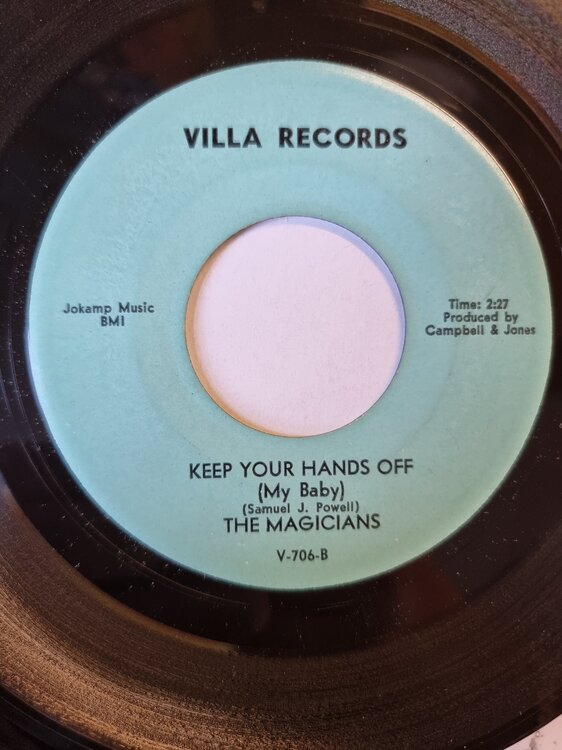 VILLA RECORDS
Jokamp Music
BMI
Time: 2:27
Produced by
Campbell & Jones
KEEP YOUR HANDS OFF
(My Baby)
(Samuel J. Powell)
THE MAGICIANS
V-706-B